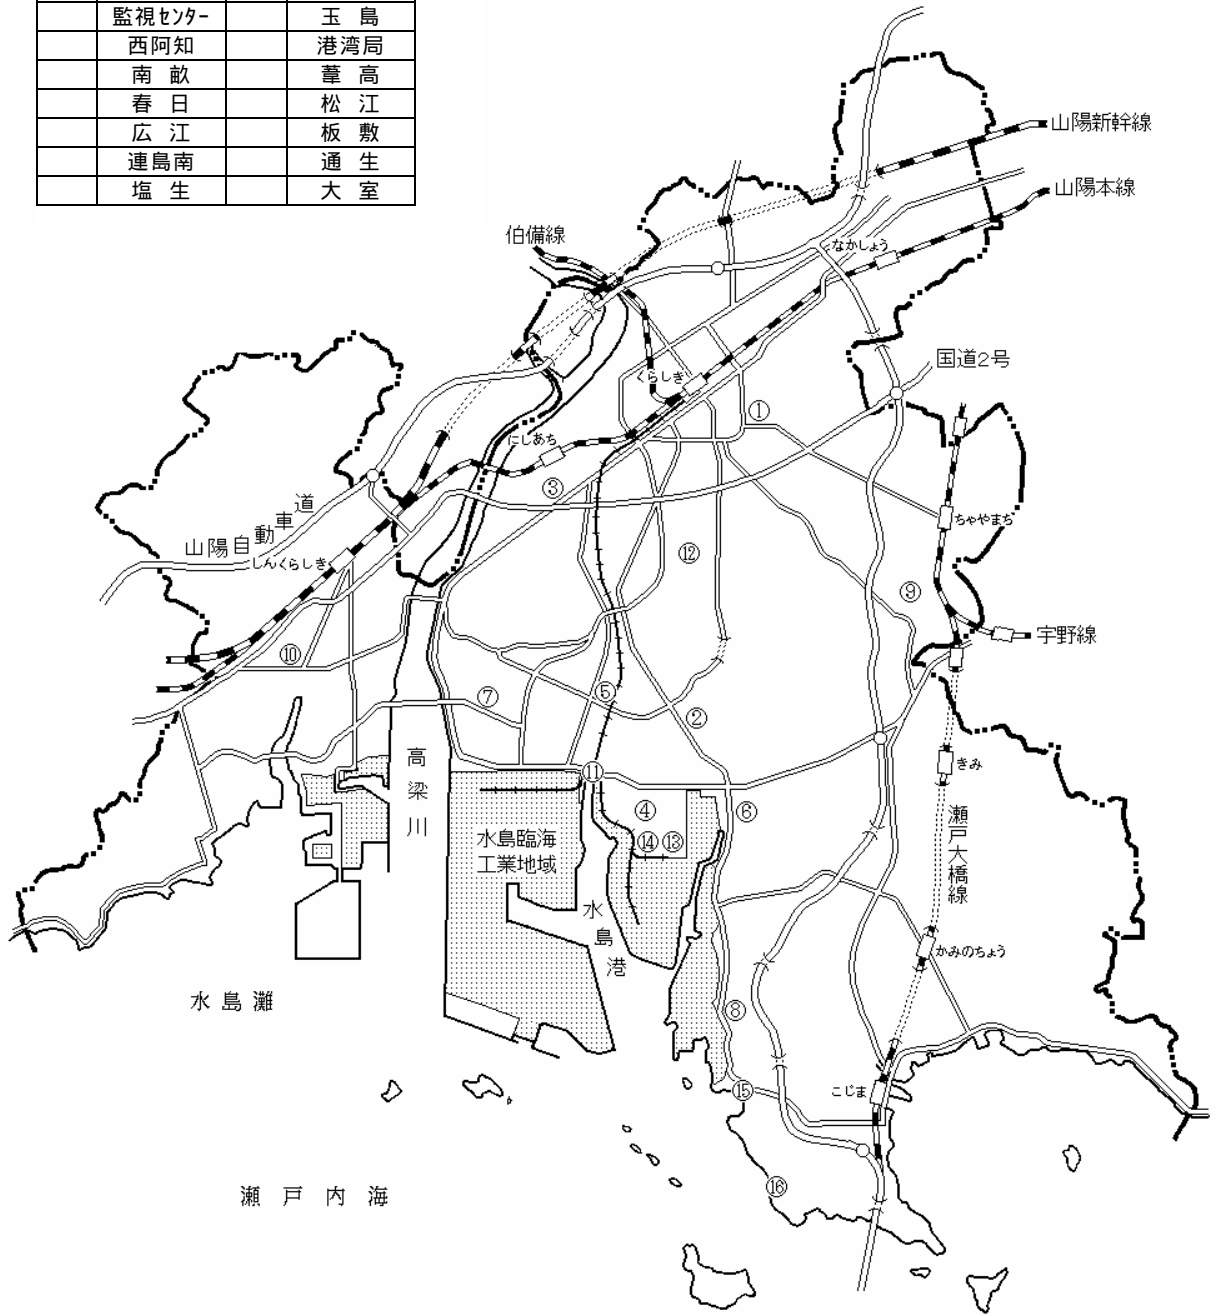 監視センター 玉島
西阿知 港湾局
南畝 葦高
春日 松江
広江 板敷
連島南 通生
塩生 大室
山陽新幹線
山陽本線
伯備線
なかしょう
国道2号
くらしき
①
にしあち
③
ちゃやまち
山陽自動車道
⑫
しんくらしき
⑨
宇野線
⑩
⑦
⑤
②
高梁川
きみ
⑪
④
⑥
瀬戸大橋線
水島臨海
工業地域
⑭
⑬
水島港
かみのちょう
水島灘
⑧
こじま
⑮
瀬戸内海
⑯